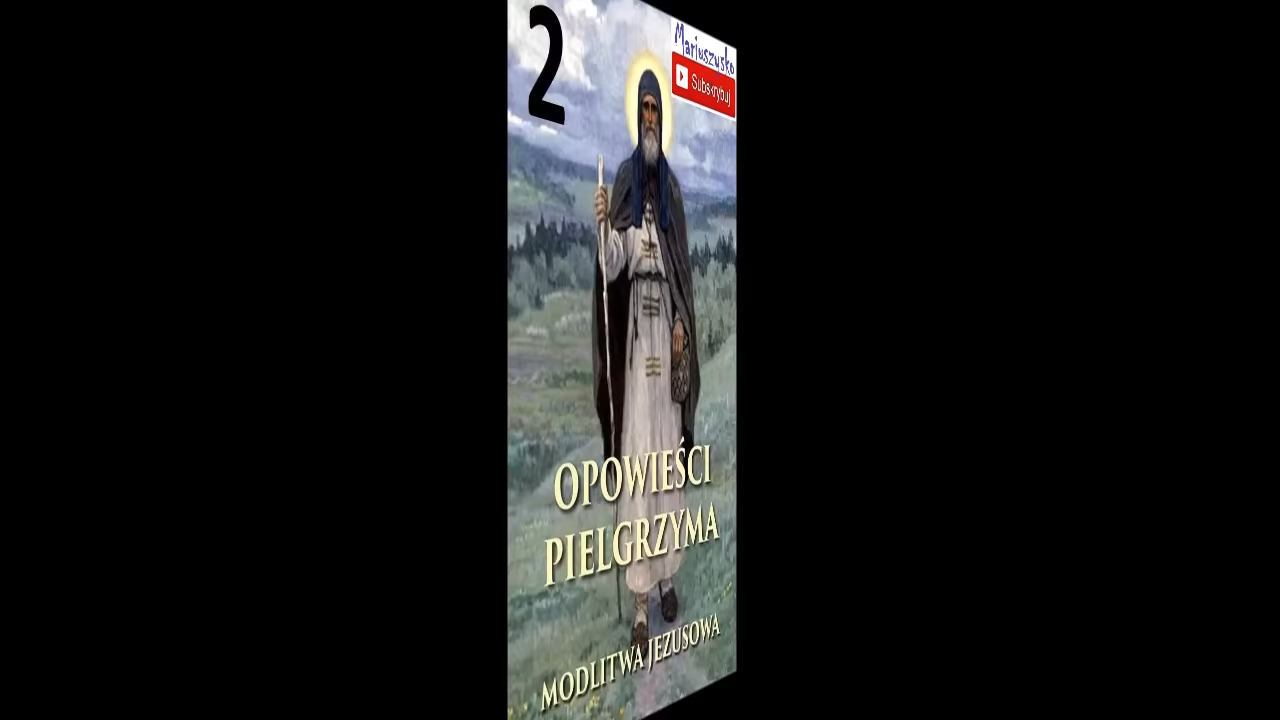 2
Mariuszusko
Subskrybuj
OPOWIEŚCI
PIELGRZYMA
MODLITWA JEZUSOWA